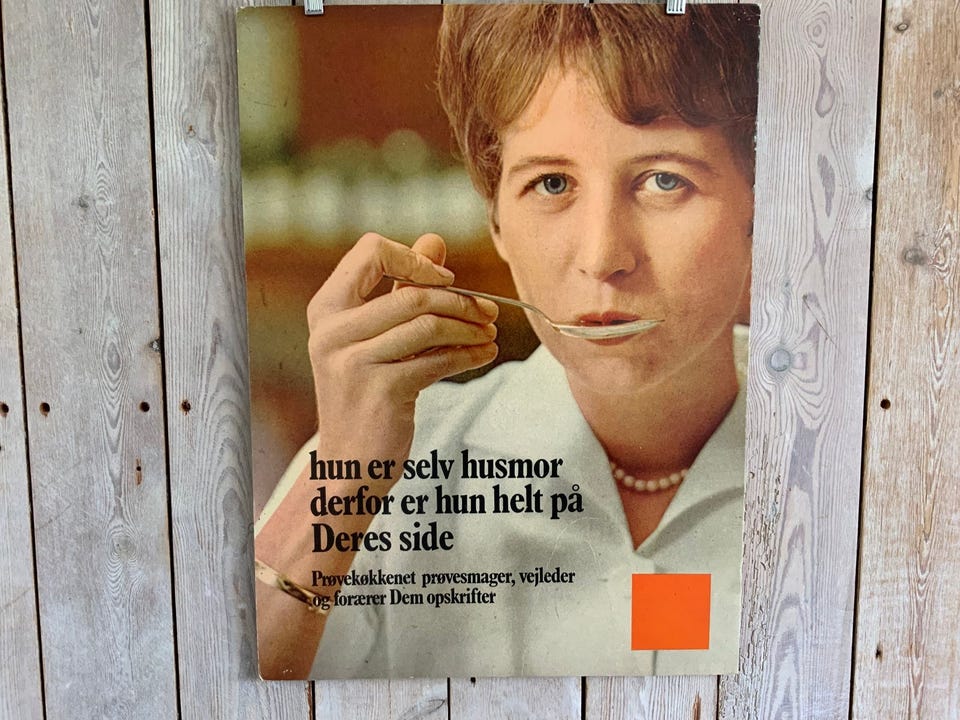 hun er selv husmor
derfor er hun helt på
Deres side
Prøvekøkkenet prøvesmager, vejleder
og forærer Dem opskrifter